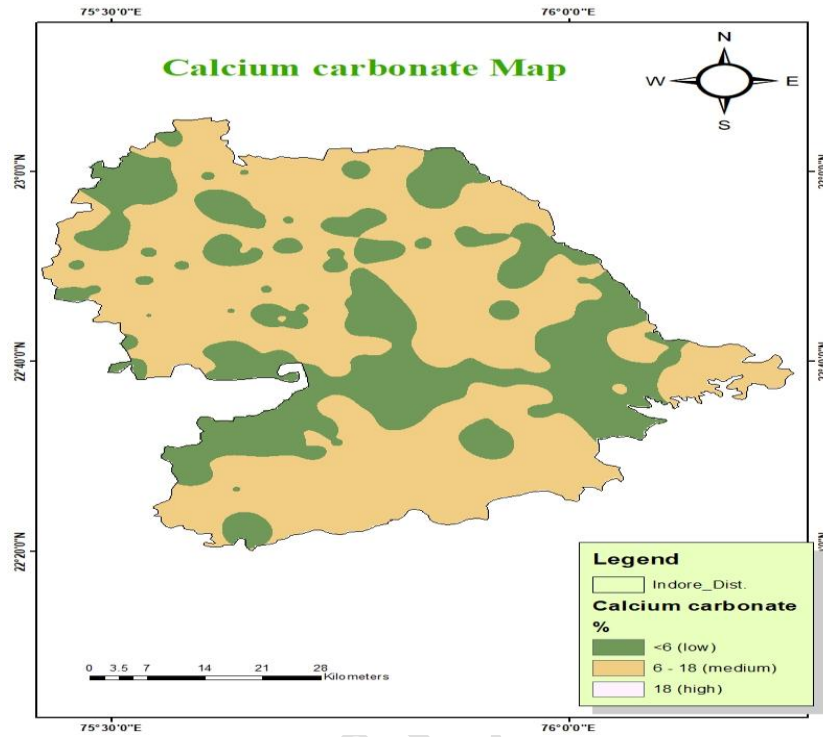 75°30'0"E 76°0'0"E
Calcium carbonate Map
N
W E
S
23°0'0"N
22°40'0"N
22°20'0"N
Legend
Indore_Dist.
Calcium carbonate
%
<6 (low)
6 - 18 (medium)
18 (high)
0 3.5 7 14 21 28
Kilometers
75°30'0"E 76°0'0"E